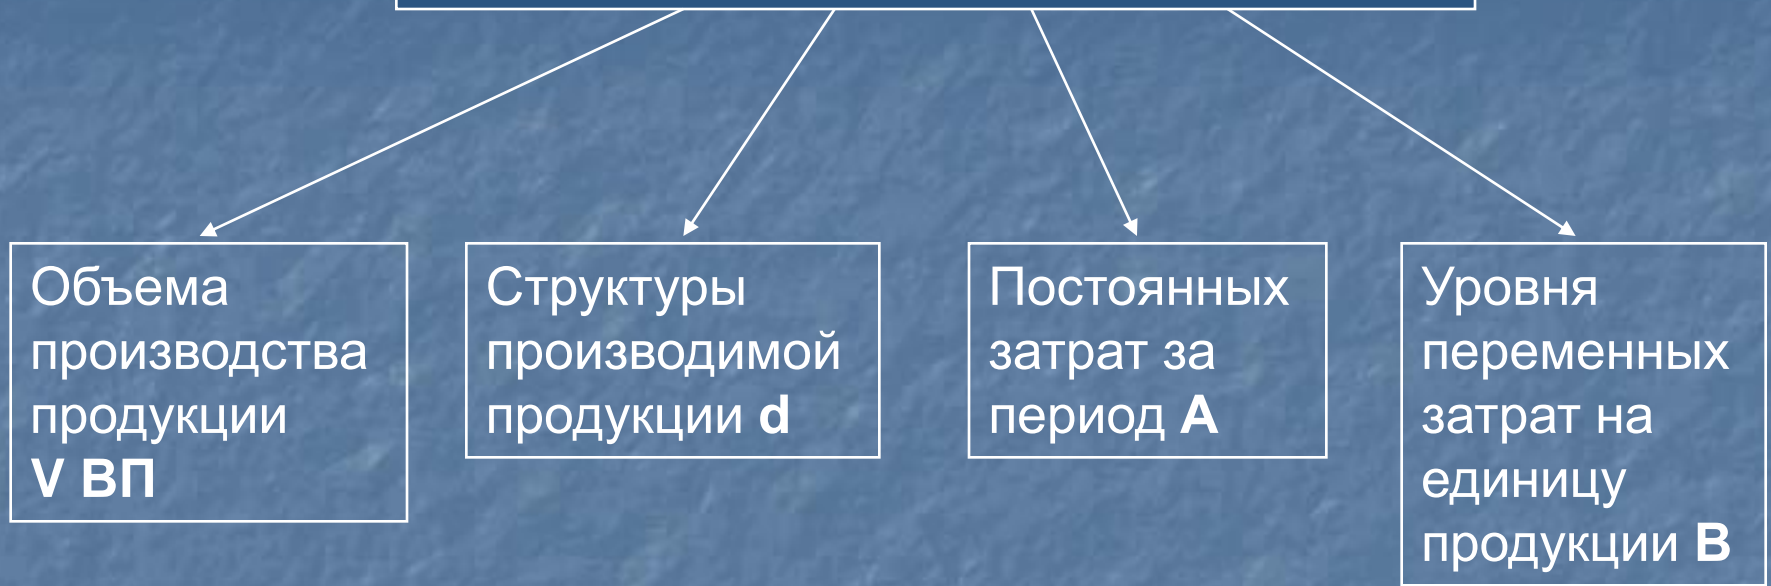 Объема
производства
продукции
V ВП
Структуры
производимой
продукции d
Постоянных
затрат за
период А
Уровня
переменных
затрат на
единицу
продукции В